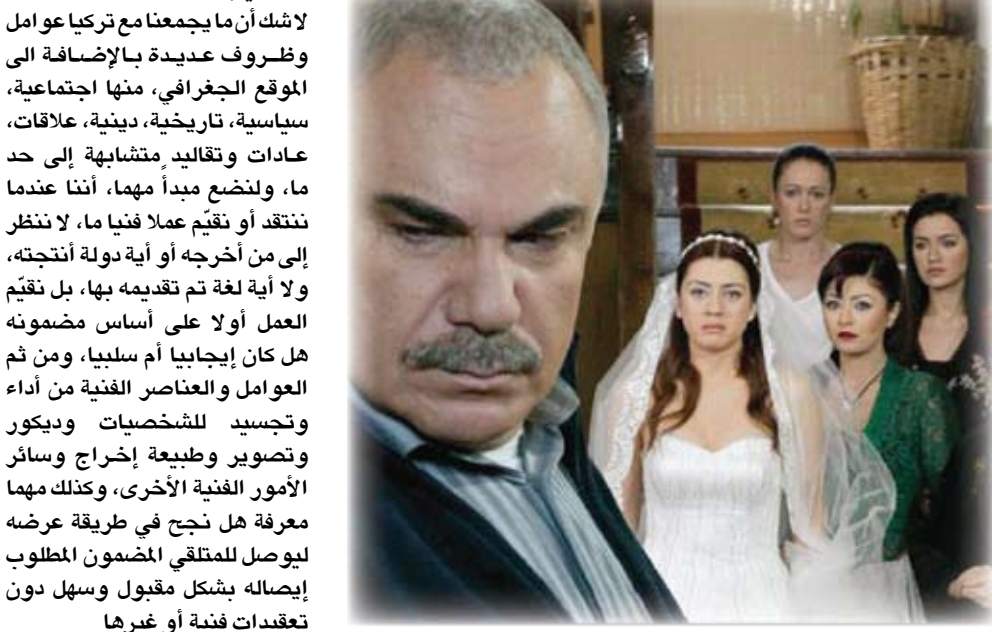 لاشك أن ما يجمعنا مع تركيا عوامل
وظروف عديدة بالإضافة الى
الموقع الجغرافي، منها اجتماعية،
سياسية، تاريخية، دينية، علاقات،
عادات وتقاليد متشابهة إلى حد
ما، ولنضع مبدأ مهما، أننا عندما
ننتقد أو نقيّم عملا فنيا ما، لا ننظر
إلى من أخرجه أو أية دولة أنتجته،
ولا أية لغة تم تقديمه بها، بل نقيّم
العمل أولا على أساس مضمونه
هل كان إيجابيا أم سلبيا، ومن ثم
العوامل والعناصر الفنية من أداء
وتجسيد للشخصيات وديكور
وتصوير وطبيعة إخراج وسائر
الأمور الفنية الأخرى، وكذلك مهما
معرفة هل نجح في طريقة عرضه
ليوصل للمتلقي المضمون المطلوب
إيصاله بشكل مقبول وسهل دون
تعقيدات فنية أو غيرها